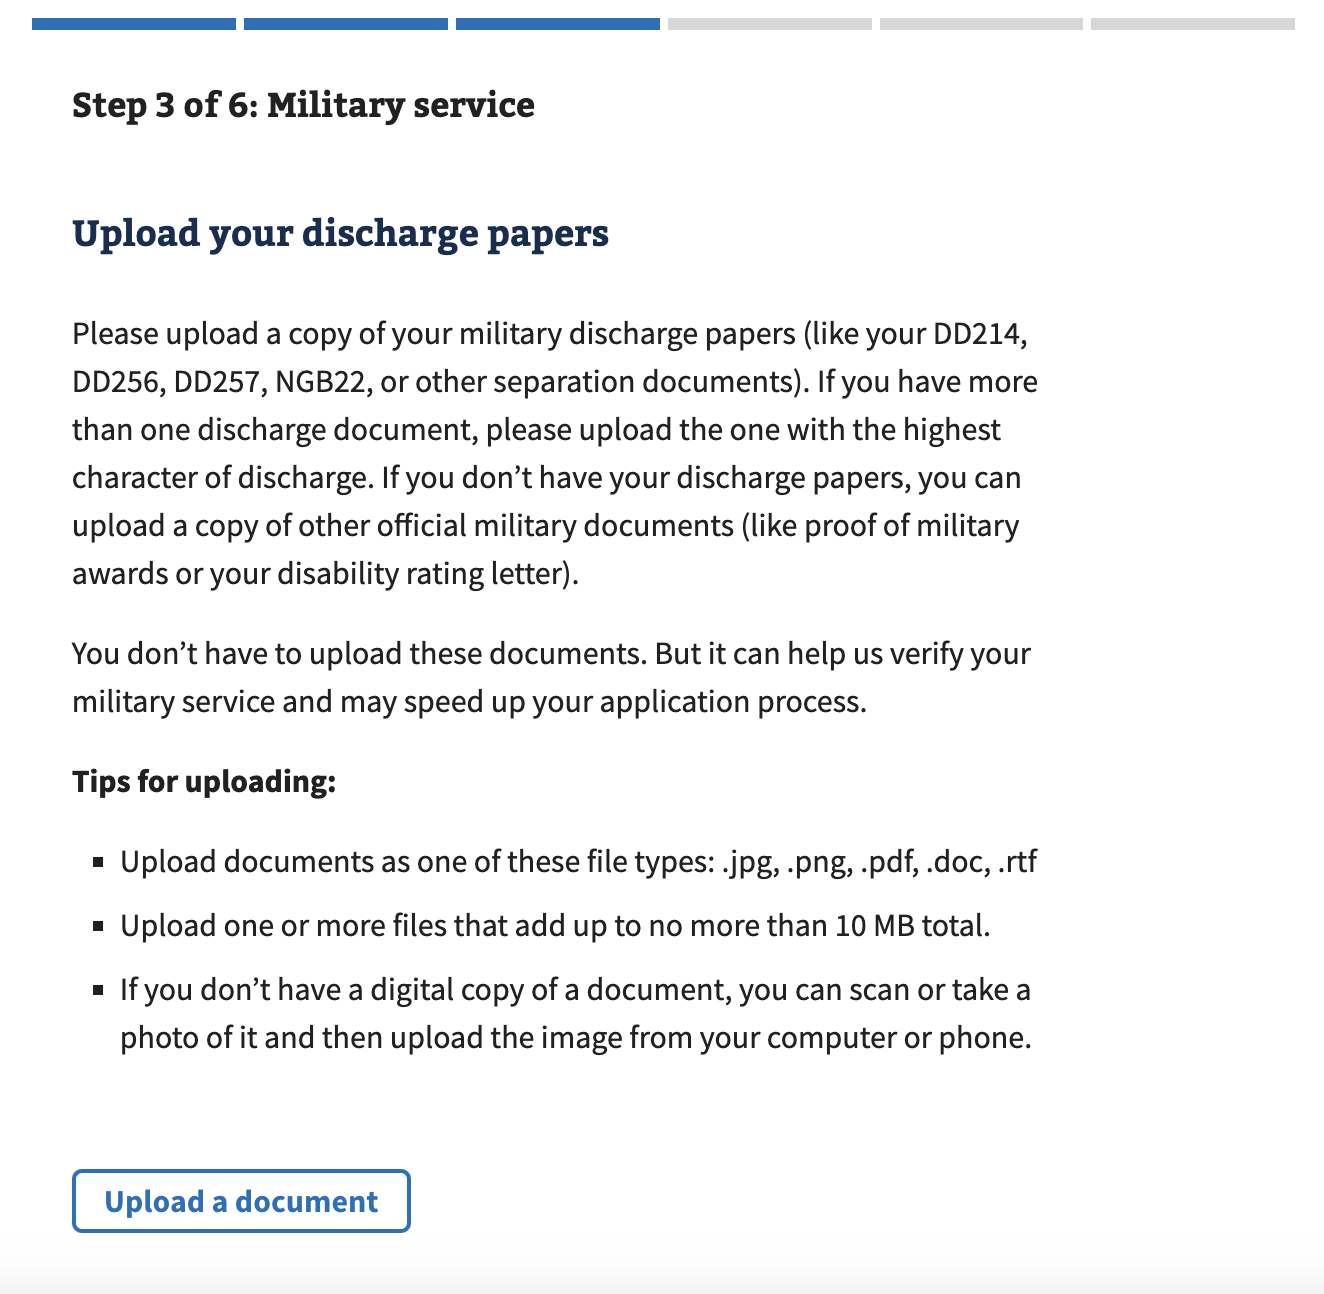 Step 3 of 6: Military service
Upload your discharge papers
Please upload a copy of your military discharge papers (like your DD214,
DD256, DD257, NGB22, or other separation documents). If you have more
than one discharge document, please upload the one with the highest
character of discharge. If you don’t have your discharge papers, you can
upload a copy of other official military documents (like proof of military
awards or your disability rating letter).
You don’t have to upload these documents. But it can help us verify your
military service and may speed up your application process.
Tips for uploading:
▪ Upload documents as one of these file types: .jpg, .png, .pdf, .doc, .rtf
▪ Upload one or more files that add up to no more than 10 MB total.
▪ If you don’t have a digital copy of a document, you can scan or take a
photo of it and then upload the image from your computer or phone.
Upload a document